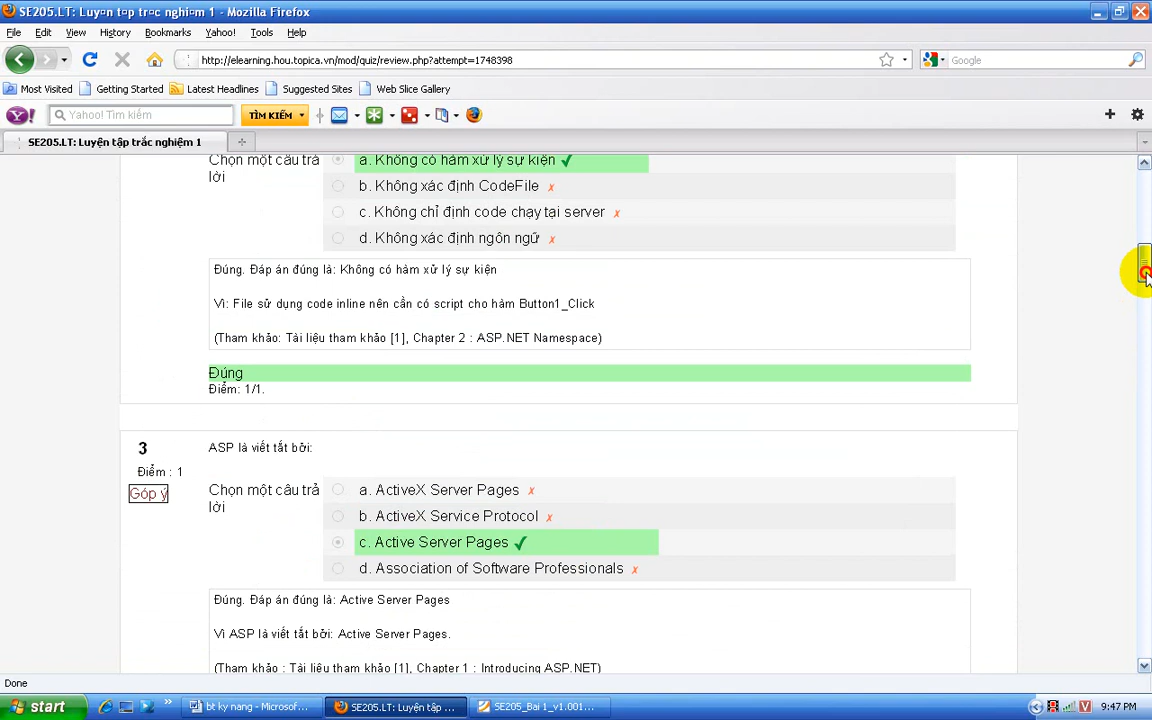 SE205.LT: Luy¤n t¤p tr¤c nghi¤m 1 - Mozilla Firefox
File Edit View History Bookmarks Yahoo! Tools Help
http://elearning.hou.topica.vn/mod/quiz/review.php?attempt=1748398
Google
Most Visited Getting Started Latest Headlines Suggested Sites Web Slice Gallery
Yahoo! Tìm kiếm TÌM KIẾM
SE205.LT: Luyện tập trắc nghiệm 1
Chọn một câu trả lời
a. Không có hàm xử lý sự kiện
b. Không xác định CodeFile
c. Không chỉ định code chạy tại server
d. Không xác định ngôn ngữ
Đúng. Đáp án đúng là: Không có hàm xử lý sự kiện
Vì: File sử dụng code inline nên cần có script cho hàm Button1_Click
(Tham khảo: Tài liệu tham khảo [1], Chapter 2 : ASP.NET Namespace)
Đúng
Điểm: 1/1.
3
Điểm : 1
Góp ý
ASP là viết tắt bởi:
Chọn một câu trả lời
a. ActiveX Server Pages
b. ActiveX Service Protocol
c. Active Server Pages
d. Association of Software Professionals
Đúng. Đáp án đúng là: Active Server Pages
Vì ASP là viết tắt bởi: Active Server Pages.
(Tham khảo : Tài liệu tham khảo [1], Chapter 1 : Introducing ASP.NET)
Done
start bt ky nang - Microsof... SE205.LT: Luyện tập ... SE205_Bai 1_v1.001... 9:47 PM